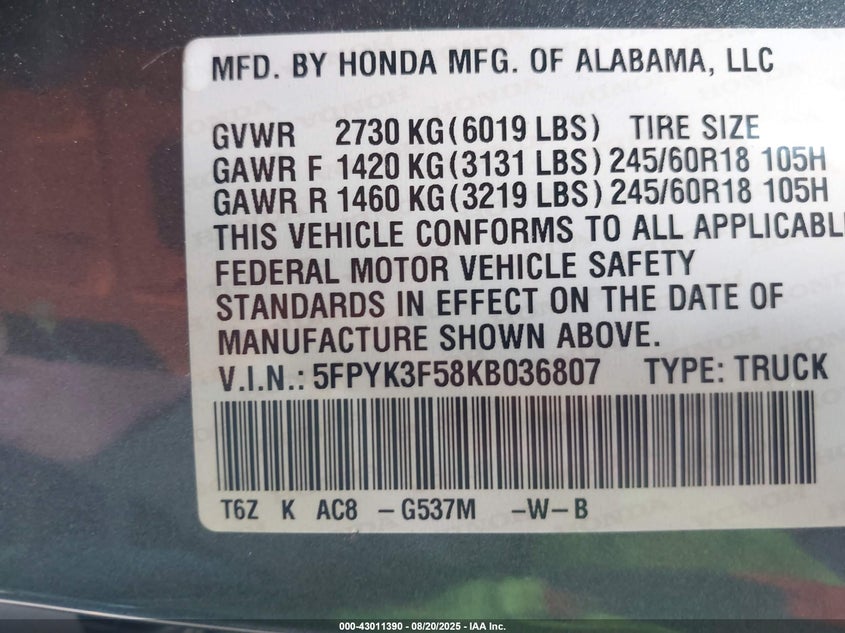 MFD. BY HONDA MFG. OF ALABAMA, LLC
GVWR 2730 KG (6019 LBS) TIRE SIZE
GAWR F 1420 KG (3131 LBS) 245/60R18 105H
GAWR R 1460 KG (3219 LBS) 245/60R18 105H
THIS VEHICLE CONFORMS TO ALL APPLICABL
FEDERAL MOTOR VEHICLE SAFETY
STANDARDS IN EFFECT ON THE DATE OF
MANUFACTURE SHOWN ABOVE.
V.I.N.: 5FPYK3F58KB036807 TYPE: TRUCK
T6Z K AC8 -G537M -W-B
000-43011390 - 08/20/2025 - IAA Inc.